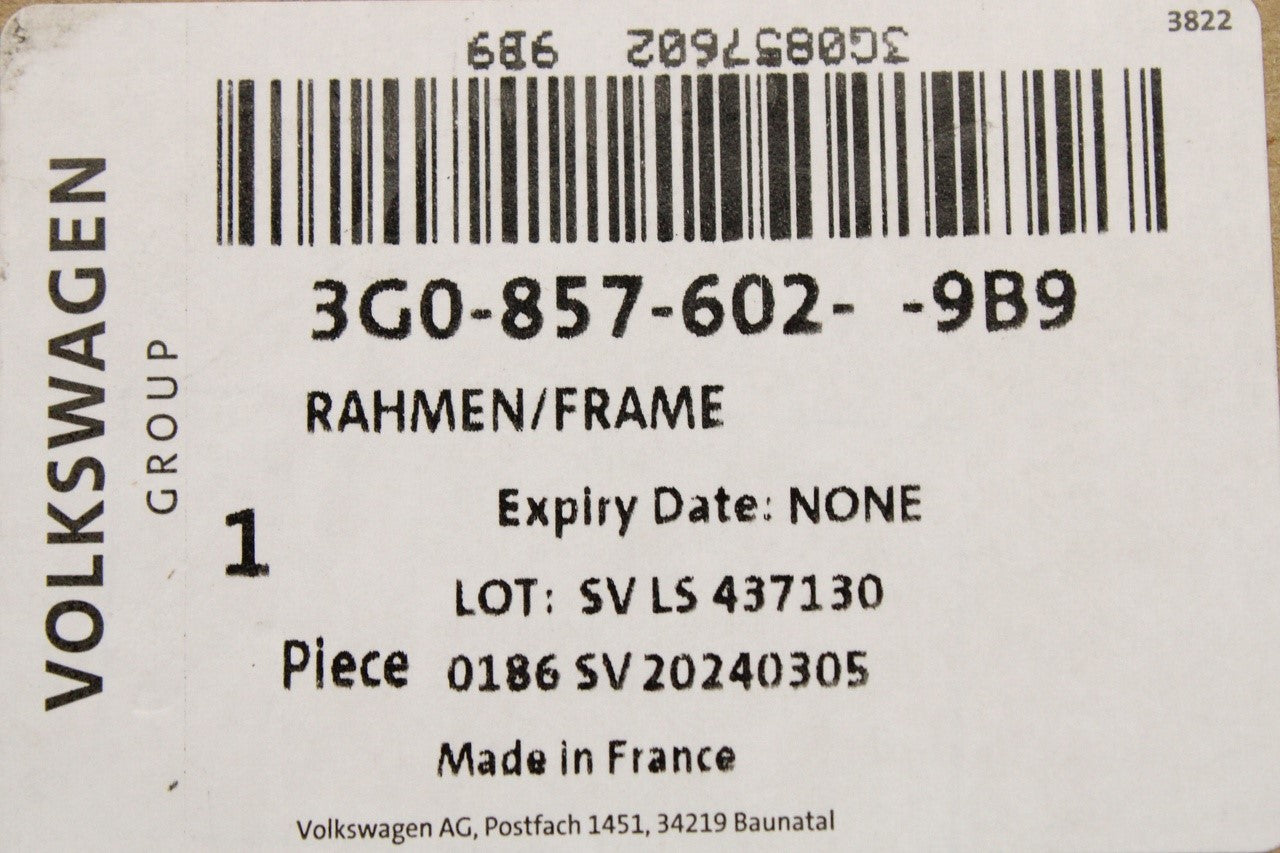 3822
3G0857602 9B9
3G0-857-602- -9B9
RAHMEN/FRAME
Expiry Date: NONE
1
LOT: SV LS 437130
Piece 0186 SV 20240305
Made in France
Volkswagen AG, Postfach 1451, 34219 Baunatal
VOLKSWAGEN
GROUP